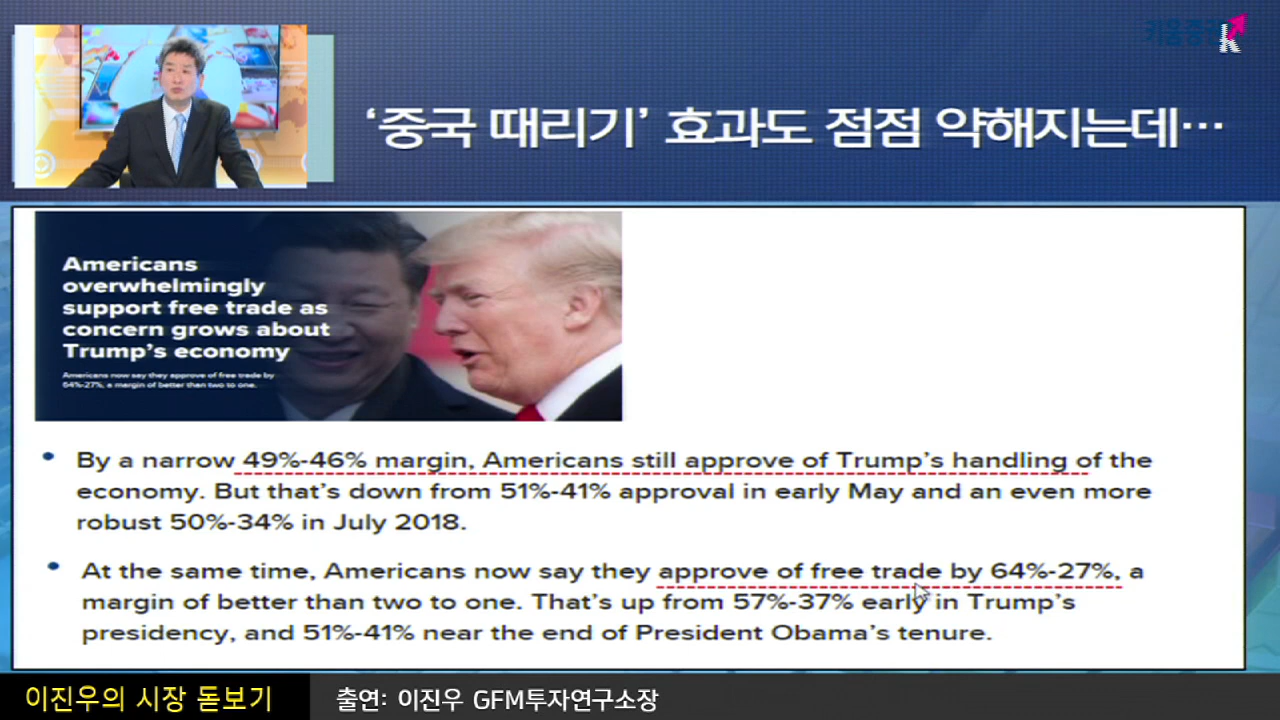 키움증권
‘중국 때리기’ 효과도 점점 약해지는데…
Americans
overwhelmingly
support free trade as
concern grows about
Trump’s economy
Americans now say they approve of free trade by
64%-27%, a margin of better than two to one.
• By a narrow 49%-46% margin, Americans still approve of Trump’s handling of the
economy. But that’s down from 51%-41% approval in early May and an even more
robust 50%-34% in July 2018.
• At the same time, Americans now say they approve of free trade by 64%-27%, a
margin of better than two to one. That’s up from 57%-37% early in Trump’s
presidency, and 51%-41% near the end of President Obama’s tenure.
이진우의 시장 돋보기
출연: 이진우 GFM투자연구소장